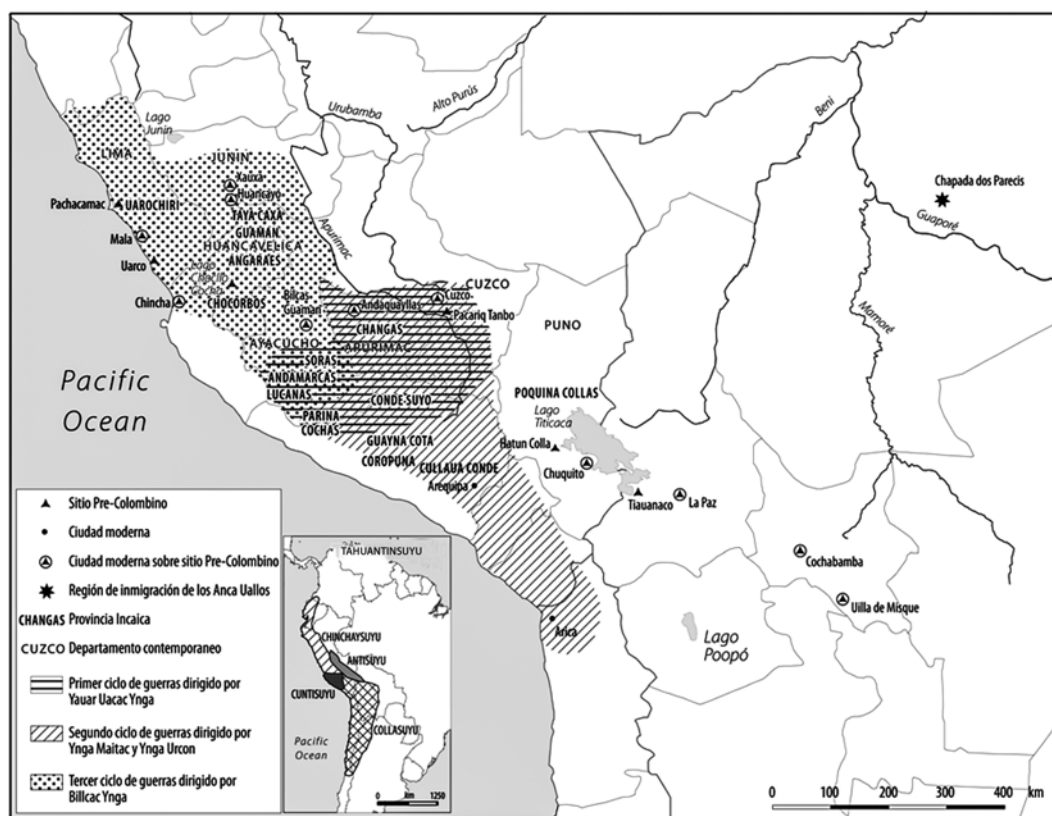 Lago
Junín
Urubamba
Alto Purús
Beni
LIMA
JUNIN
Xauxa
Huancayo
Pachacamac
UAROCHIRI
TAYA CAXA
GUAMAN
HUANCAVELICA
ANGARAES
Apurimac
Chapada dos Parecis
Guaporé
Mala
Uarco
Lago
Choclo
Cocha
CHOCORBOS
Chincha
Bilcas
Guaman
Andaguayllas
CUZCO
Cuzco
Pacariq Tanbo
CHANGAS
APURIMAC
PUNO
Mamoré
AYACUCHO
SORAS
ANDAMARCAS
LUCANAS
CONDE SUYO
PARINA
COCHAS
POQUINA COLLAS
Lago
Titicaca
Pacific
Ocean
GUAYNA COTA
COROPUNA
CULLAUA CONDE
Arequipa
Hatun Colla
Chuquito
Tiauanaco
La Paz
Cochabamba
Uilla de Misque
Arica
Lago
Poopó
Sitio Pre-Colombino
Ciudad moderna
Ciudad moderna sobre sitio Pre-Colombino
Región de inmigración de los Anca Uallos
CHANGAS Provincia Incaica
CUZCO Departamento contemporaneo
Primer ciclo de guerras dirigido por
Yauar Uacac Ynga
Segundo ciclo de guerras dirigido por
Ynga Maitac y Ynga Urcon
Tercer ciclo de guerras dirigido por
Billcac Ynga
TAHUANTINSUYU
CHINCHAYSUYU
ANTISUYU
CUNTISUYU
COLLASUYU
Pacific
Ocean
0 km 1250
0 100 200 300 400 km